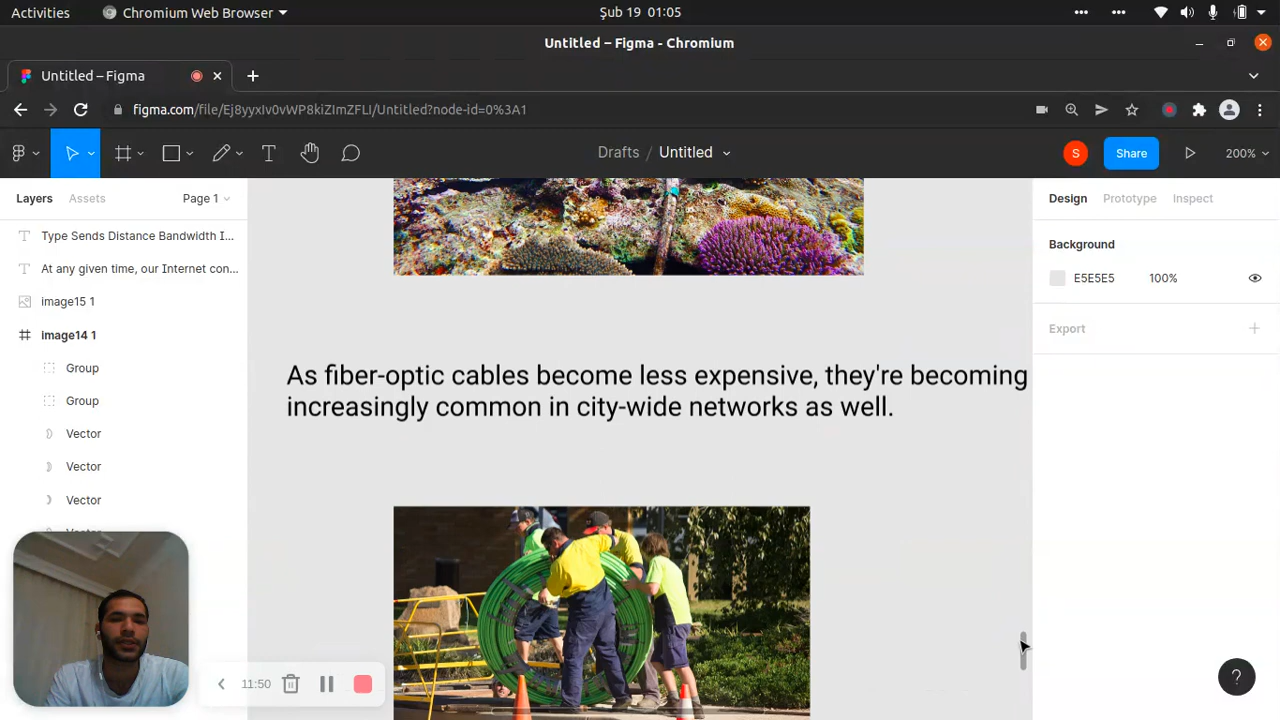 Activities
Chromium Web Browser
Şub 19 01:05
Untitled – Figma - Chromium
Untitled – Figma
figma.com/file/Ej8yyxIv0vWP8kiZImZFLI/Untitled?node-id=0%3A1
Drafts / Untitled
S
Share
200%
Layers
Assets
Page 1
Design
Prototype
Inspect
Type Sends Distance Bandwidth I...
At any given time, our Internet con...
image15 1
image14 1
Group
Group
Vector
Vector
Vector
Background
E5E5E5
100%
Export
As fiber-optic cables become less expensive, they're becoming
increasingly common in city-wide networks as well.
11:50
?